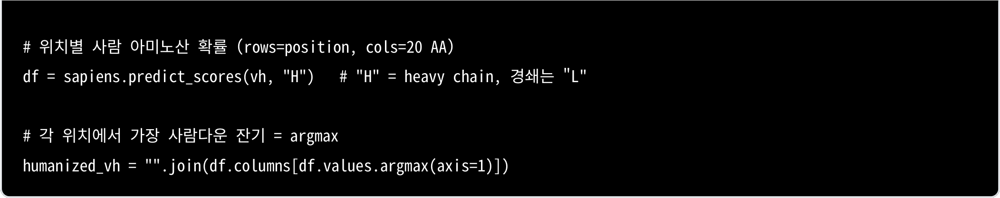 # 위치별 사람 아미노산 확률 (rows=position, cols=20 AA)
df = sapiens.predict_scores(vh, "H")   # "H" = heavy chain, 경쇄는 "L"
# 각 위치에서 가장 사람다운 잔기 = argmax
humanized_vh = "".join(df.columns[df.values.argmax(axis=1)])